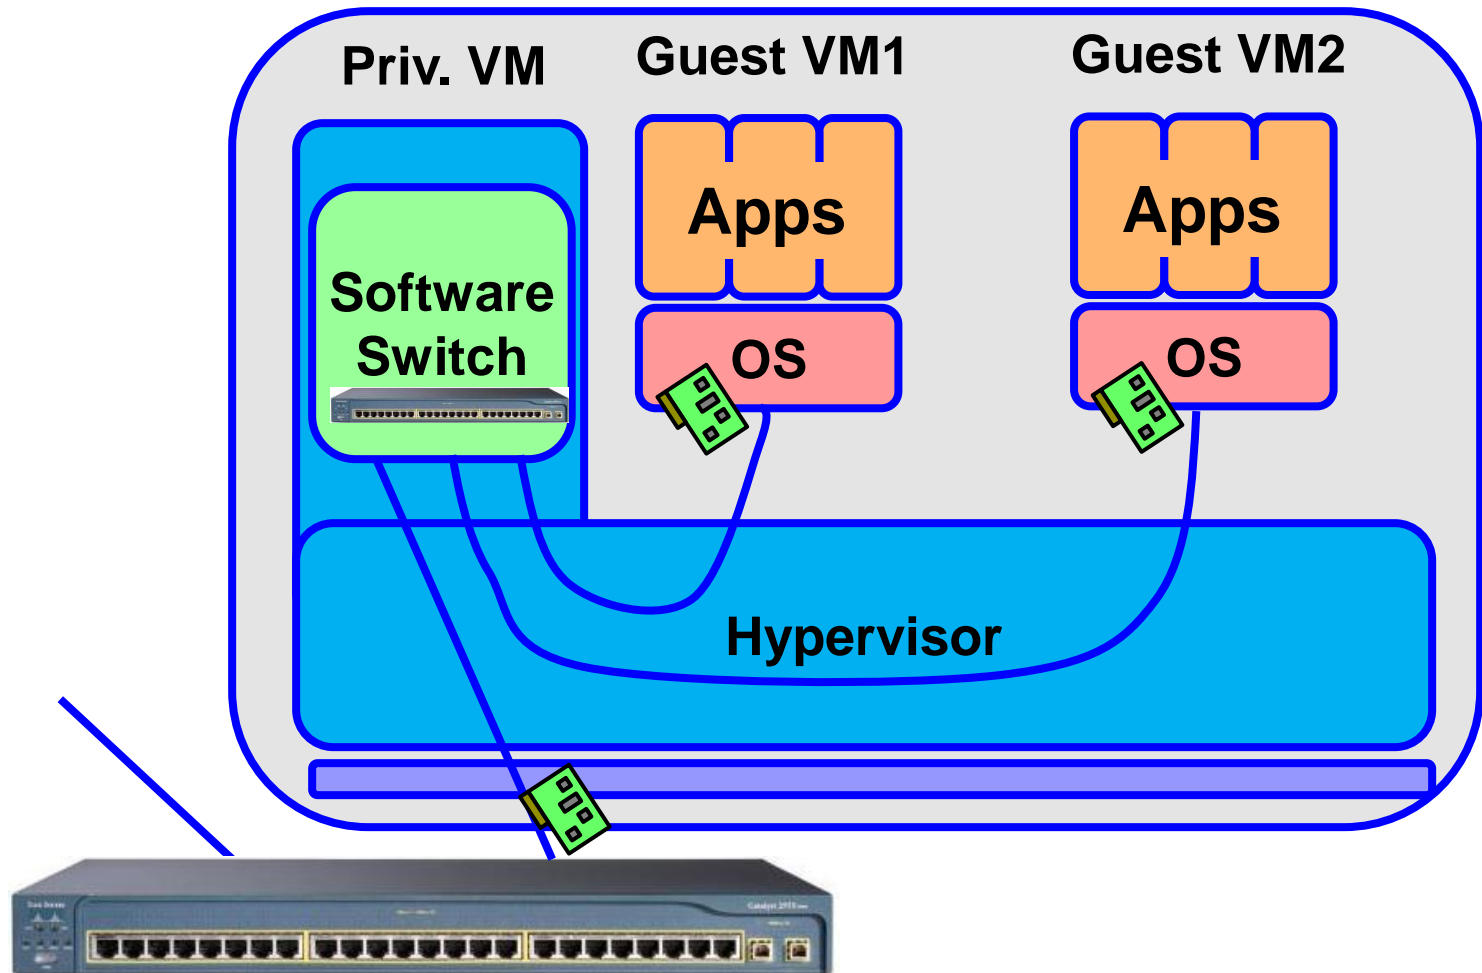 Priv. VM
Guest VM1
Guest VM2
Apps
Apps
Software
Switch
OS
OS
Hypervisor